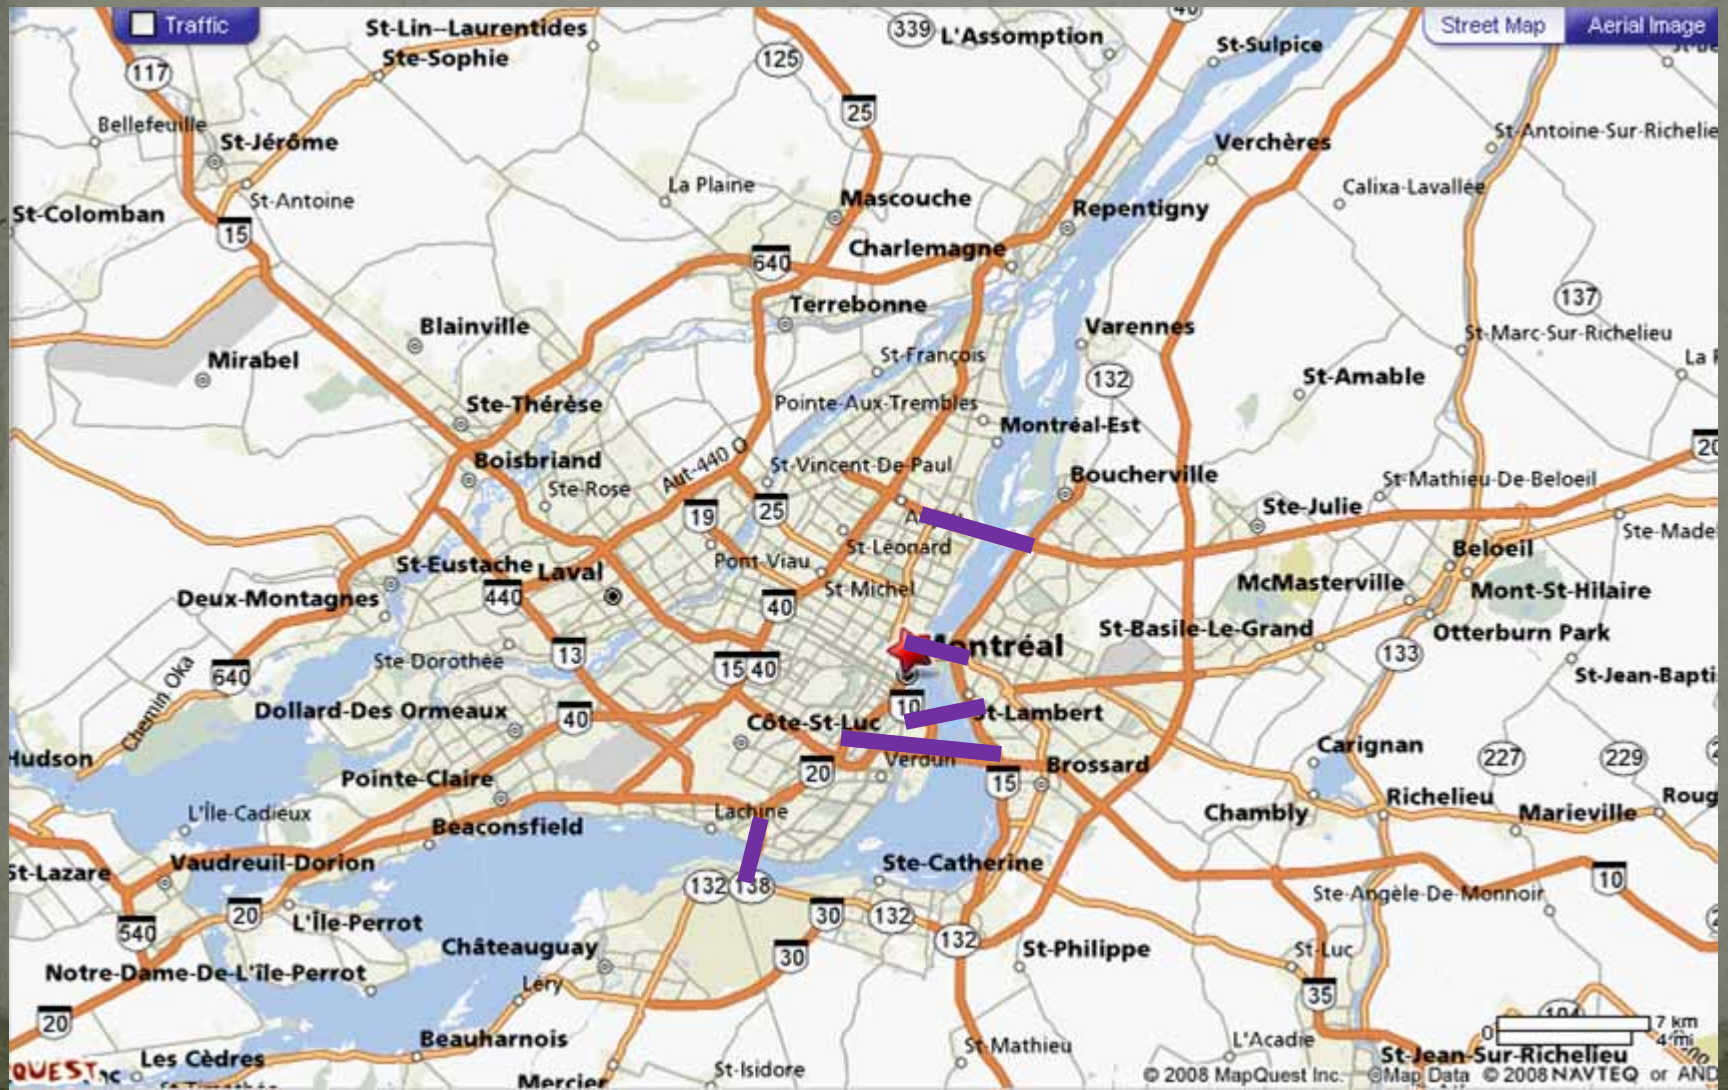 Traffic
St-Lin--Laurentides
339
L'Assomption
40
Street Map
Aerial Image
St-Sulpice
117
Ste-Sophie
125
25
Bellefeuille
St-Jérôme
Verchères
La Plaine
Calixa-Lavallée
St-Antoine
Mascouche
Repentigny
St-Colomban
15
640
Charlemagne
Terrebonne
137
Blainville
Varennes
St-Marc-Sur-Richelieu
Mirabel
St-François
132
St-Amable
Ste-Thérèse
Pointe-Aux-Trembles
Montréal-Est
Aut-440 O
20
Boisbriand
St-Vincent-De-Paul
Boucherville
St-Mathieu-De-Beloeil
Ste-Rose
19
25
Ste-Julie
St-Léonard
Beloeil
Pont-Viau
St-Eustache
Laval
440
St-Michel
McMasterville
Mont-St-Hilaire
Deux-Montagnes
40
St-Basile-Le-Grand
Otterburn Park
Montréal
13
133
Ste Dorothée
15
40
640
Chemin Oka
10
Dollard-Des Ormeaux
40
Côte-St-Luc
St-Lambert
Carignan
227
229
Hudson
Verdun
Brossard
Pointe-Claire
20
15
Richelieu
Chambly
Marieville
L'Île-Cadieux
Lachine
Beaconsfield
St-Lazare
Vaudreuil-Dorion
Ste-Catherine
132
138
10
Ste-Angèle-De-Monnoir
20
L'Île-Perrot
30
132
540
Châteauguay
132
St-Philippe
St-Luc
30
Notre-Dame-De-L'île-Perrot
Léry
35
20
104
7 km
0
4 mi
Beauharnois
St-Mathieu
L'Acadie
Les Cèdres
St-Isidore
St-Jean-Sur-Richelieu
Mercier
© 2008 MapQuest Inc.
Map Data © 2008 NAVTEQ or AND